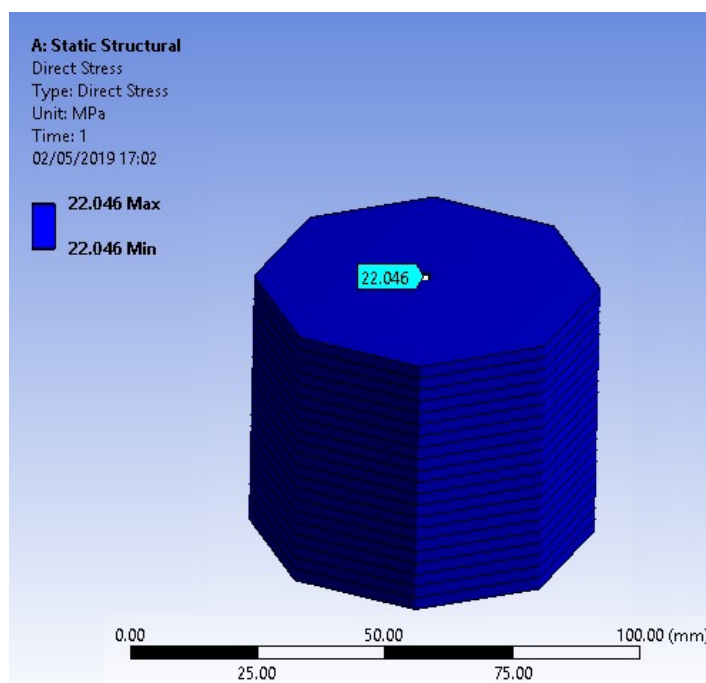 A: Static Structural
Direct Stress
Type: Direct Stress
Unit: MPa
Time: 1
02/05/2019 17:02
22.046 Max
22.046 Min
22.046
0.00 50.00 100.00 (mm)
25.00 75.00